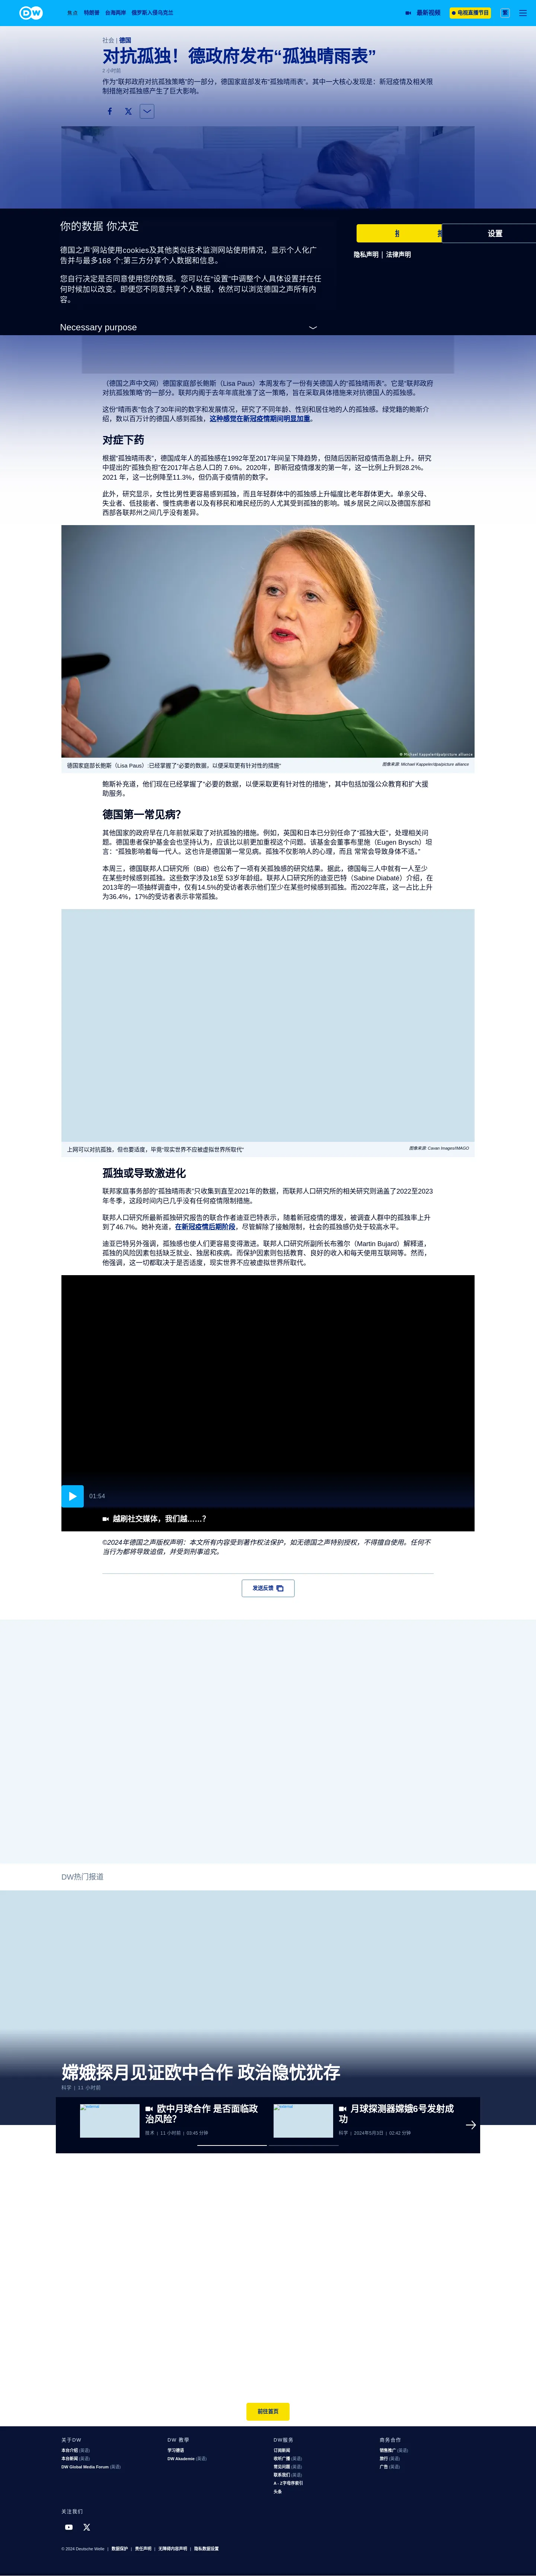 DW
焦点 特朗普 台海两岸 俄罗斯入侵乌克兰
最新视频
电视直播节目
繁
社会 | 德国
对抗孤独！德政府发布“孤独晴雨表”
2小时前
作为“联邦政府对抗孤独策略”的一部分，德国家庭部发布“孤独晴雨表”。其中一大核心发现是：新冠疫情及相关限
制措施对孤独感产生了巨大影响。
你的数据 你决定
德国之声网站使用cookies及其他类似技术监测网站使用情况，显示个人化广
告并与最多168 个;第三方分享个人数据和信息。
您自行决定是否同意使用您的数据。您可以在“设置”中调整个人具体设置并在任
何时候加以改变。即便您不同意共享个人数据，依然可以浏览德国之声所有内
容。
设置
隐私声明 | 法律声明
Necessary purpose
（德国之声中文网）德国家庭部长鲍斯（Lisa Paus）本周发布了一份有关德国人的“孤独晴雨表”。它是“联邦政府
对抗孤独策略”的一部分。联邦内阁于去年年底批准了这一策略，旨在采取具体措施来对抗德国人的孤独感。
这份“晴雨表”包含了30年间的数字和发展情况，研究了不同年龄、性别和居住地的人的孤独感。绿党籍的鲍斯介
绍，数以百万计的德国人感到孤独，这种感觉在新冠疫情期间明显加重。
对症下药
根据“孤独晴雨表”，德国成年人的孤独感在1992年至2017年间呈下降趋势，但随后因新冠疫情而急剧上升。研究
中提出的“孤独负担”在2017年占总人口的 7.6%。2020年，即新冠疫情爆发的第一年，这一比例上升到28.2%。
2021 年，这一比例降至11.3%，但仍高于疫情前的数字。
此外，研究显示，女性比男性更容易感到孤独，而且年轻群体中的孤独感上升幅度比老年群体更大。单亲父母、
失业者、低技能者、慢性病患者以及有移民和难民经历的人尤其受到孤独的影响。城乡居民之间以及德国东部和
西部各联邦州之间几乎没有差异。
© Michael Kappeler/dpa/picture alliance
德国家庭部长鲍斯（Lisa Paus）:已经掌握了“必要的数据，以便采取更有针对性的措施”
图像来源: Michael Kappeler/dpa/picture alliance
鲍斯补充道，他们现在已经掌握了“必要的数据，以便采取更有针对性的措施”，其中包括加强公众教育和扩大援
助服务。
德国第一常见病？
其他国家的政府早在几年前就采取了对抗孤独的措施。例如，英国和日本已分别任命了“孤独大臣”，处理相关问
题。德国患者保护基金会也坚持认为，应该比以前更加重视这个问题。该基金会董事布里施（Eugen Brysch）坦
言：“孤独影响着每一代人。这也许是德国第一常见病。孤独不仅影响人的心理，而且 常常会导致身体不适。”
本周三，德国联邦人口研究所（BiB）也公布了一项有关孤独感的研究结果。据此，德国每三人中就有一人至少
在某些时候感到孤独。这些数字涉及18至 53岁年龄组。联邦人口研究所的迪亚巴特（Sabine Diabaté）介绍，在
2013年的一项抽样调查中，仅有14.5%的受访者表示他们至少在某些时候感到孤独。而2022年底，这一占比上升
为36.4%，17%的受访者表示非常孤独。
上网可以对抗孤独，但也要适度，毕竟“现实世界不应被虚拟世界所取代”
图像来源: Cavan Images/IMAGO
孤独或导致激进化
联邦家庭事务部的“孤独晴雨表”只收集到直至2021年的数据，而联邦人口研究所的相关研究则涵盖了2022至2023
年冬季，这段时间内已几乎没有任何疫情限制措施。
联邦人口研究所最新孤独研究报告的联合作者迪亚巴特表示，随着新冠疫情的爆发，被调查人群中的孤独率上升
到了46.7%。她补充道，在新冠疫情后期阶段，尽管解除了接触限制，社会的孤独感仍处于较高水平。
迪亚巴特另外强调，孤独感也使人们更容易变得激进。联邦人口研究所副所长布雅尔（Martin Bujard）解释道，
孤独的风险因素包括缺乏就业、独居和疾病。而保护因素则包括教育、良好的收入和每天使用互联网等。然而，
他强调，这一切都取决于是否适度，现实世界不应被虚拟世界所取代。
01:54
越刷社交媒体，我们越……？
©2024年德国之声版权声明：本文所有内容受到著作权法保护，如无德国之声特别授权，不得擅自使用。任何不
当行为都将导致追偿，并受到刑事追究。
发送反馈
DW热门报道
嫦娥探月见证欧中合作 政治隐忧犹存
科学 | 11 小时前
欧中月球合作 是否面临政
治风险？
技术 | 11 小时前 | 03:45 分钟
月球探测器嫦娥6号发射成
功
科学 | 2024年5月3日 | 02:42 分钟
前往首页
关于DW
本台介绍 (英语)
本台新闻 (英语)
DW Global Media Forum (英语)
DW 教学
学习德语
DW Akademie (英语)
DW服务
订阅新闻
收听广播 (英语)
常见问题 (英语)
联系我们 (英语)
A - Z字母序索引
头条
商务合作
销售推广 (英语)
旅行 (英语)
广告 (英语)
关注我们
© 2024 Deutsche Welle | 数据保护 | 责任声明 | 无障碍内容声明 | 隐私数据设置